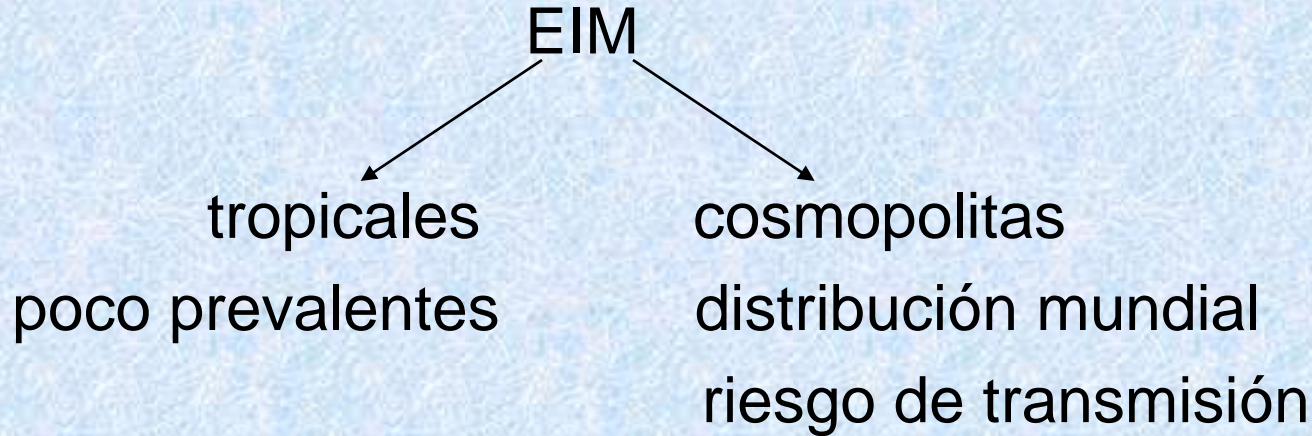 EIM
tropicales cosmopolitas
poco prevalentes distribución mundial
riesgo de transmisión